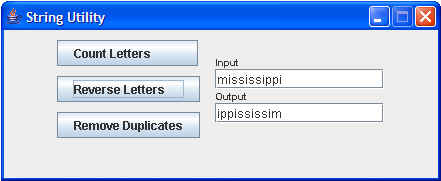 String Utility
Count Letters
Reverse Letters
Remove Duplicates
Input
mississippi
Output
ippississim